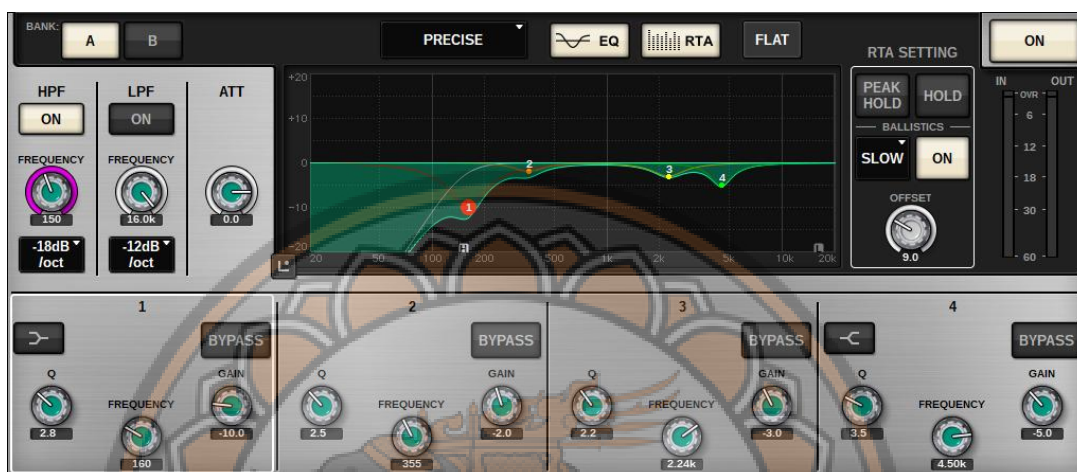 BANK: A B PRECISE EQ RTA FLAT ON
RTA SETTING
HPF LPF ATT
ON ON
PEAK HOLD HOLD
BALLISTICS
SLOW ON
FREQUENCY FREQUENCY
150 16.0k 0.0
-18dB /oct -12dB /oct
OFFSET
9.0
IN OUT
OVR
6
12
18
30
60
+20
+10
0
-10
-20
1 2 3 4
H L
20 50 100 200 500 1k 2k 5k 10k 20k
1 2 3 4
BYPASS BYPASS BYPASS BYPASS
Q GAIN Q GAIN Q GAIN Q GAIN
FREQUENCY FREQUENCY FREQUENCY FREQUENCY
2.8 -10.0 2.5 -2.0 2.2 -3.0 3.5 -5.0
160 355 2.24k 4.50k